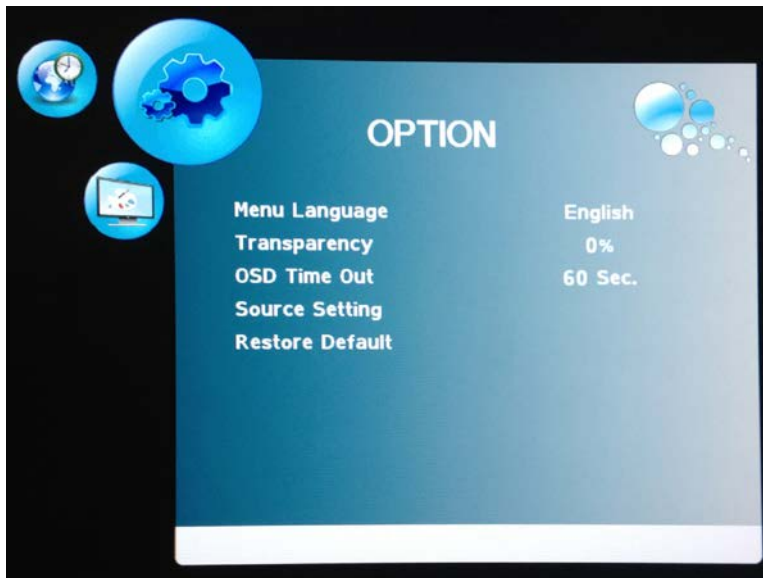 OPTION
Menu Language English
Transparency 0%
OSD Time Out 60 Sec.
Source Setting
Restore Default